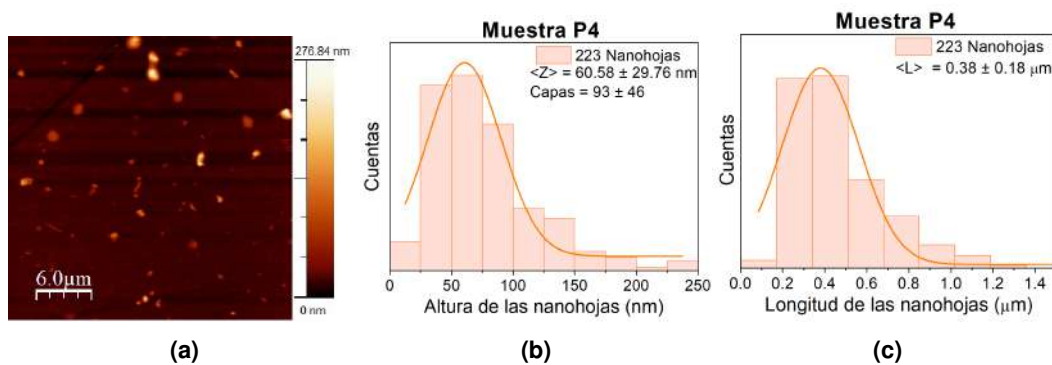 276.84 nm
6.0µm
0 nm
(a)
Muestra P4
223 Nanohojas
<Z> = 60.58 ± 29.76 nm
Capas = 93 ± 46
Cuentas
0 50 100 150 200 250
Altura de las nanohojas (nm)
(b)
Muestra P4
223 Nanohojas
<L> = 0.38 ± 0.18 µm
Cuentas
0.0 0.2 0.4 0.6 0.8 1.0 1.2 1.4
Longitud de las nanohojas (µm)
(c)